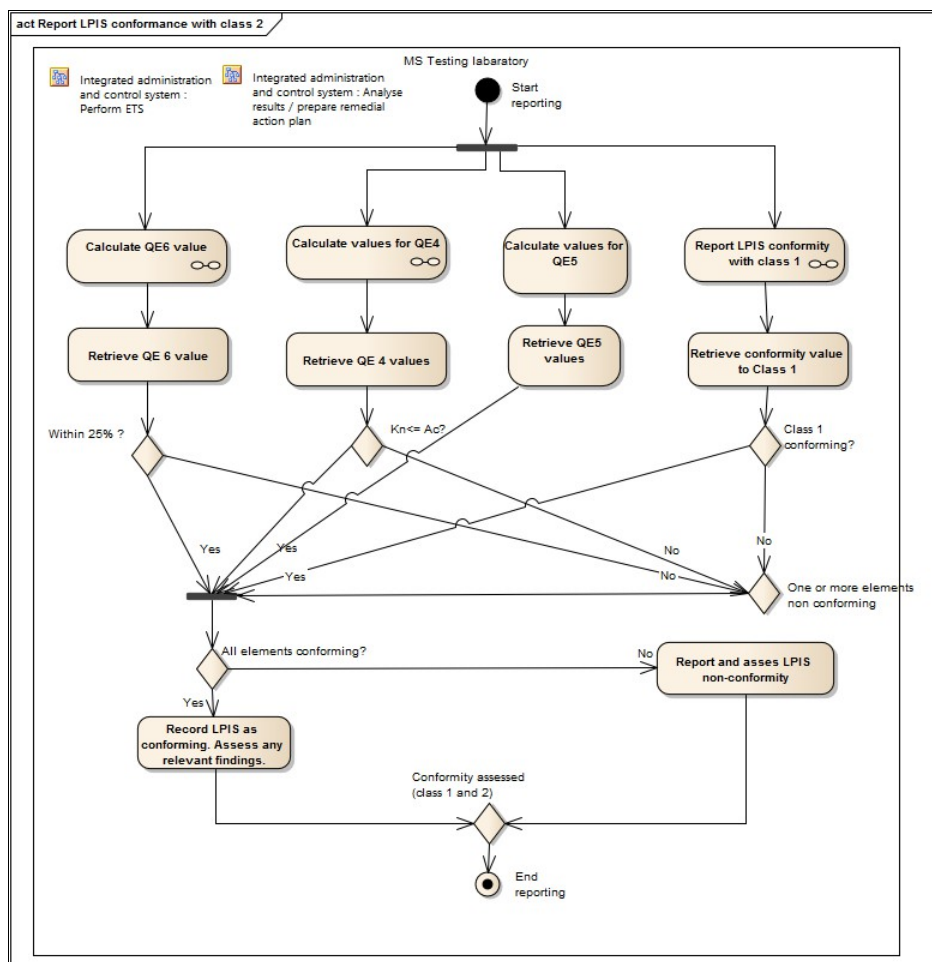 act Report LPIS conformance with class 2
Integrated administration
and control system :
Perform ETS
Integrated administration
and control system : Analyse
results / prepare remedial
action plan
MS Testing labaratory
Start
reporting
Calculate QE6 value
Calculate values for QE4
Calculate values for
QE5
Report LPIS conformity
with class 1
Retrieve QE 6 value
Retrieve QE 4 values
Retrieve QE5
values
Retrieve conformity value
to Class 1
Within 25% ?
Kn<= Ac?
Class 1
conforming?
Yes
Yes
Yes
No
No
No
One or more elements
non conforming
All elements conforming?
No
Report and asses LPIS
non-conformity
Yes
Record LPIS as
conforming. Assess any
relevant findings.
Conformity assessed
(class 1 and 2)
End
reporting